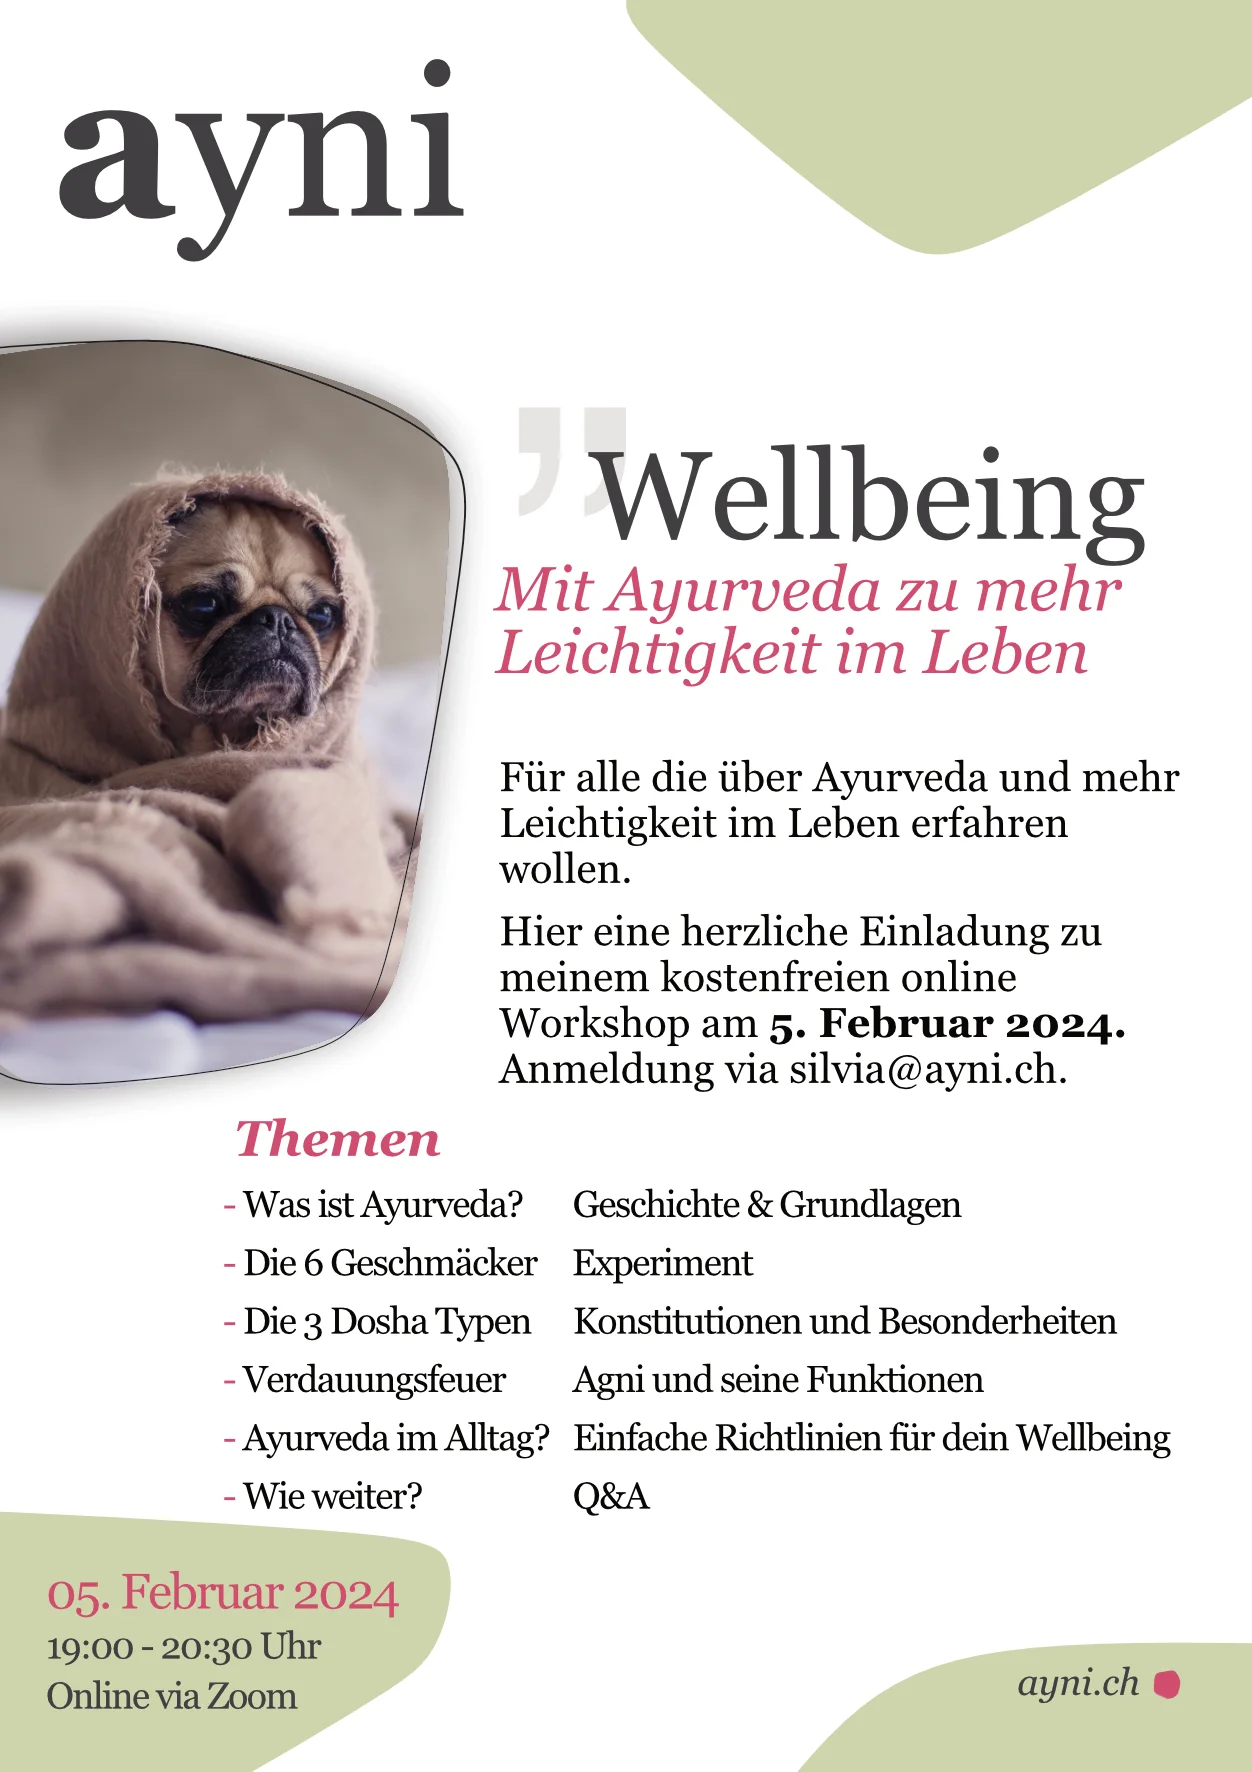 ayni
” Wellbeing
Mit Ayurveda zu mehr
Leichtigkeit im Leben
Für alle die über Ayurveda und mehr
Leichtigkeit im Leben erfahren
wollen.
Hier eine herzliche Einladung zu
meinem kostenfreien online
Workshop am 5. Februar 2024.
Anmeldung via silvia@ayni.ch.
Themen
- Was ist Ayurveda? Geschichte & Grundlagen
- Die 6 Geschmäcker Experiment
- Die 3 Dosha Typen Konstitutionen und Besonderheiten
- Verdauungsfeuer Agni und seine Funktionen
- Ayurveda im Alltag? Einfache Richtlinien für dein Wellbeing
- Wie weiter? Q&A
05. Februar 2024
19:00 - 20:30 Uhr
Online via Zoom
ayni.ch